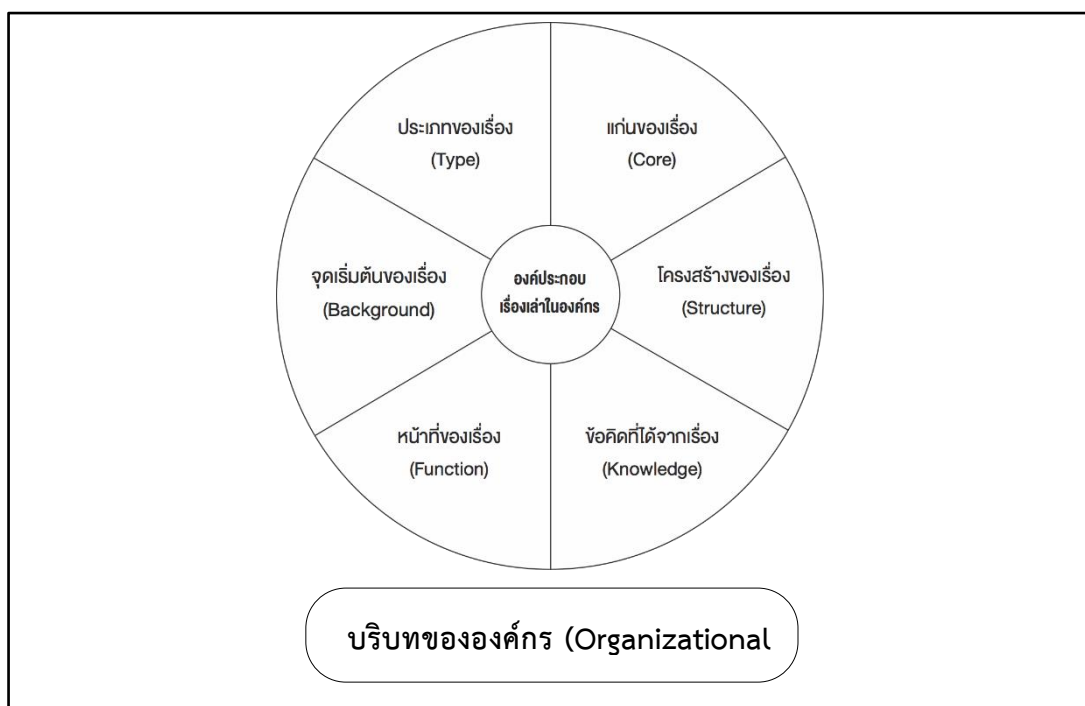 ประเภทของเรื่อง
(Type)
แก่นของเรื่อง
(Core)
จุดเริ่มต้นของเรื่อง
(Background)
องค์ประกอบ
เรื่องเล่าในองค์กร
โครงสร้างของเรื่อง
(Structure)
หน้าที่ของเรื่อง
(Function)
ข้อคิดที่ได้จากเรื่อง
(Knowledge)
บริบทขององค์กร (Organizational